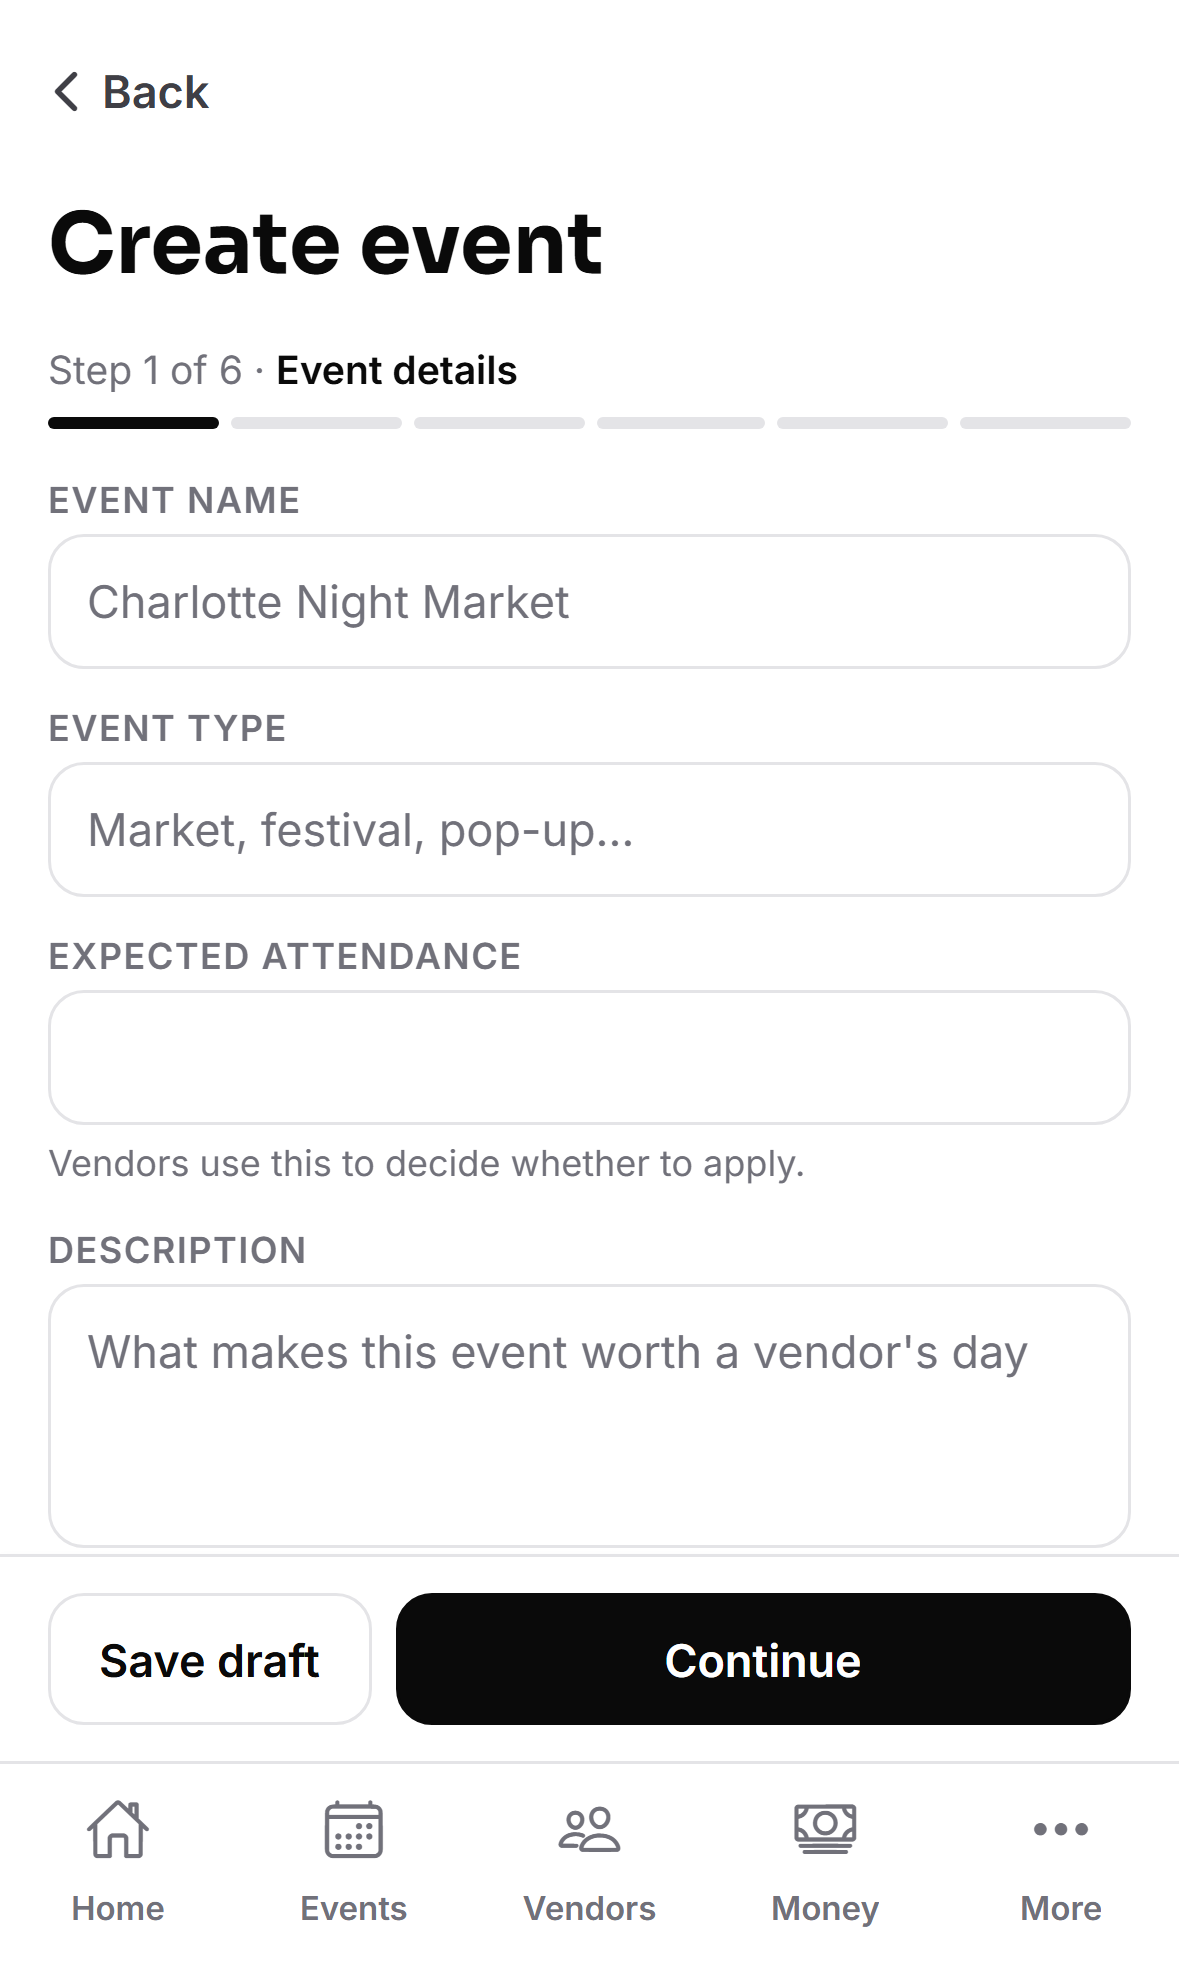 Back
Create event
Step 1 of 6 · Event details
EVENT NAME
Charlotte Night Market
EVENT TYPE
Market, festival, pop-up...
EXPECTED ATTENDANCE
Vendors use this to decide whether to apply.
DESCRIPTION
What makes this event worth a vendor's day
Save draft
Continue
Home
Events
Vendors
Money
More